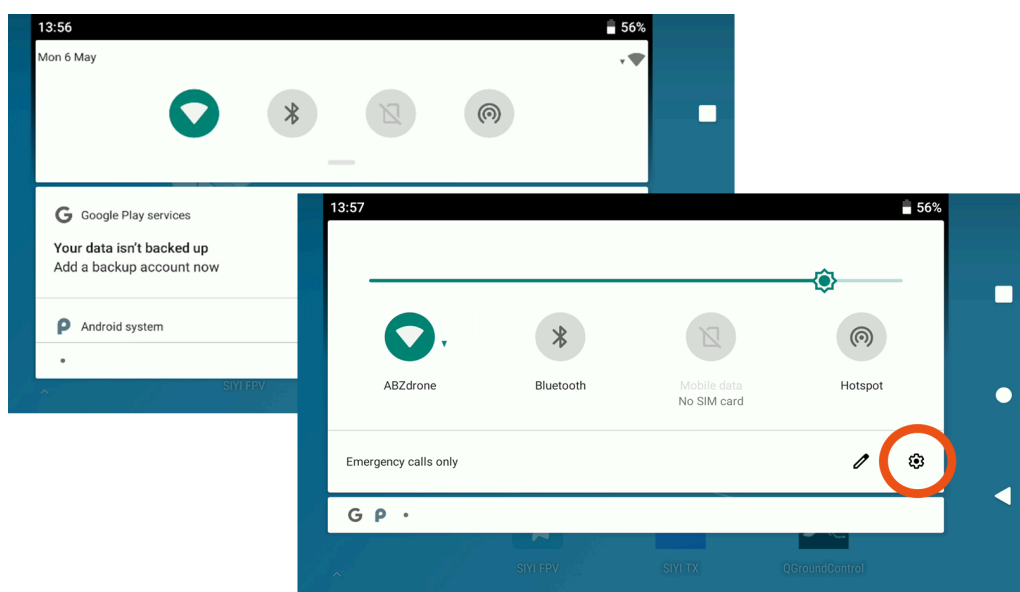 13:56
56%
Mon 6 May
Google Play services
Your data isn't backed up
Add a backup account now
Android system
SIYI FPV
13:57
56%
ABZdrone
Bluetooth
Mobile data
Hotspot
No SIM card
Emergency calls only
SIYI FPV
SIYI TX
QGroundControl